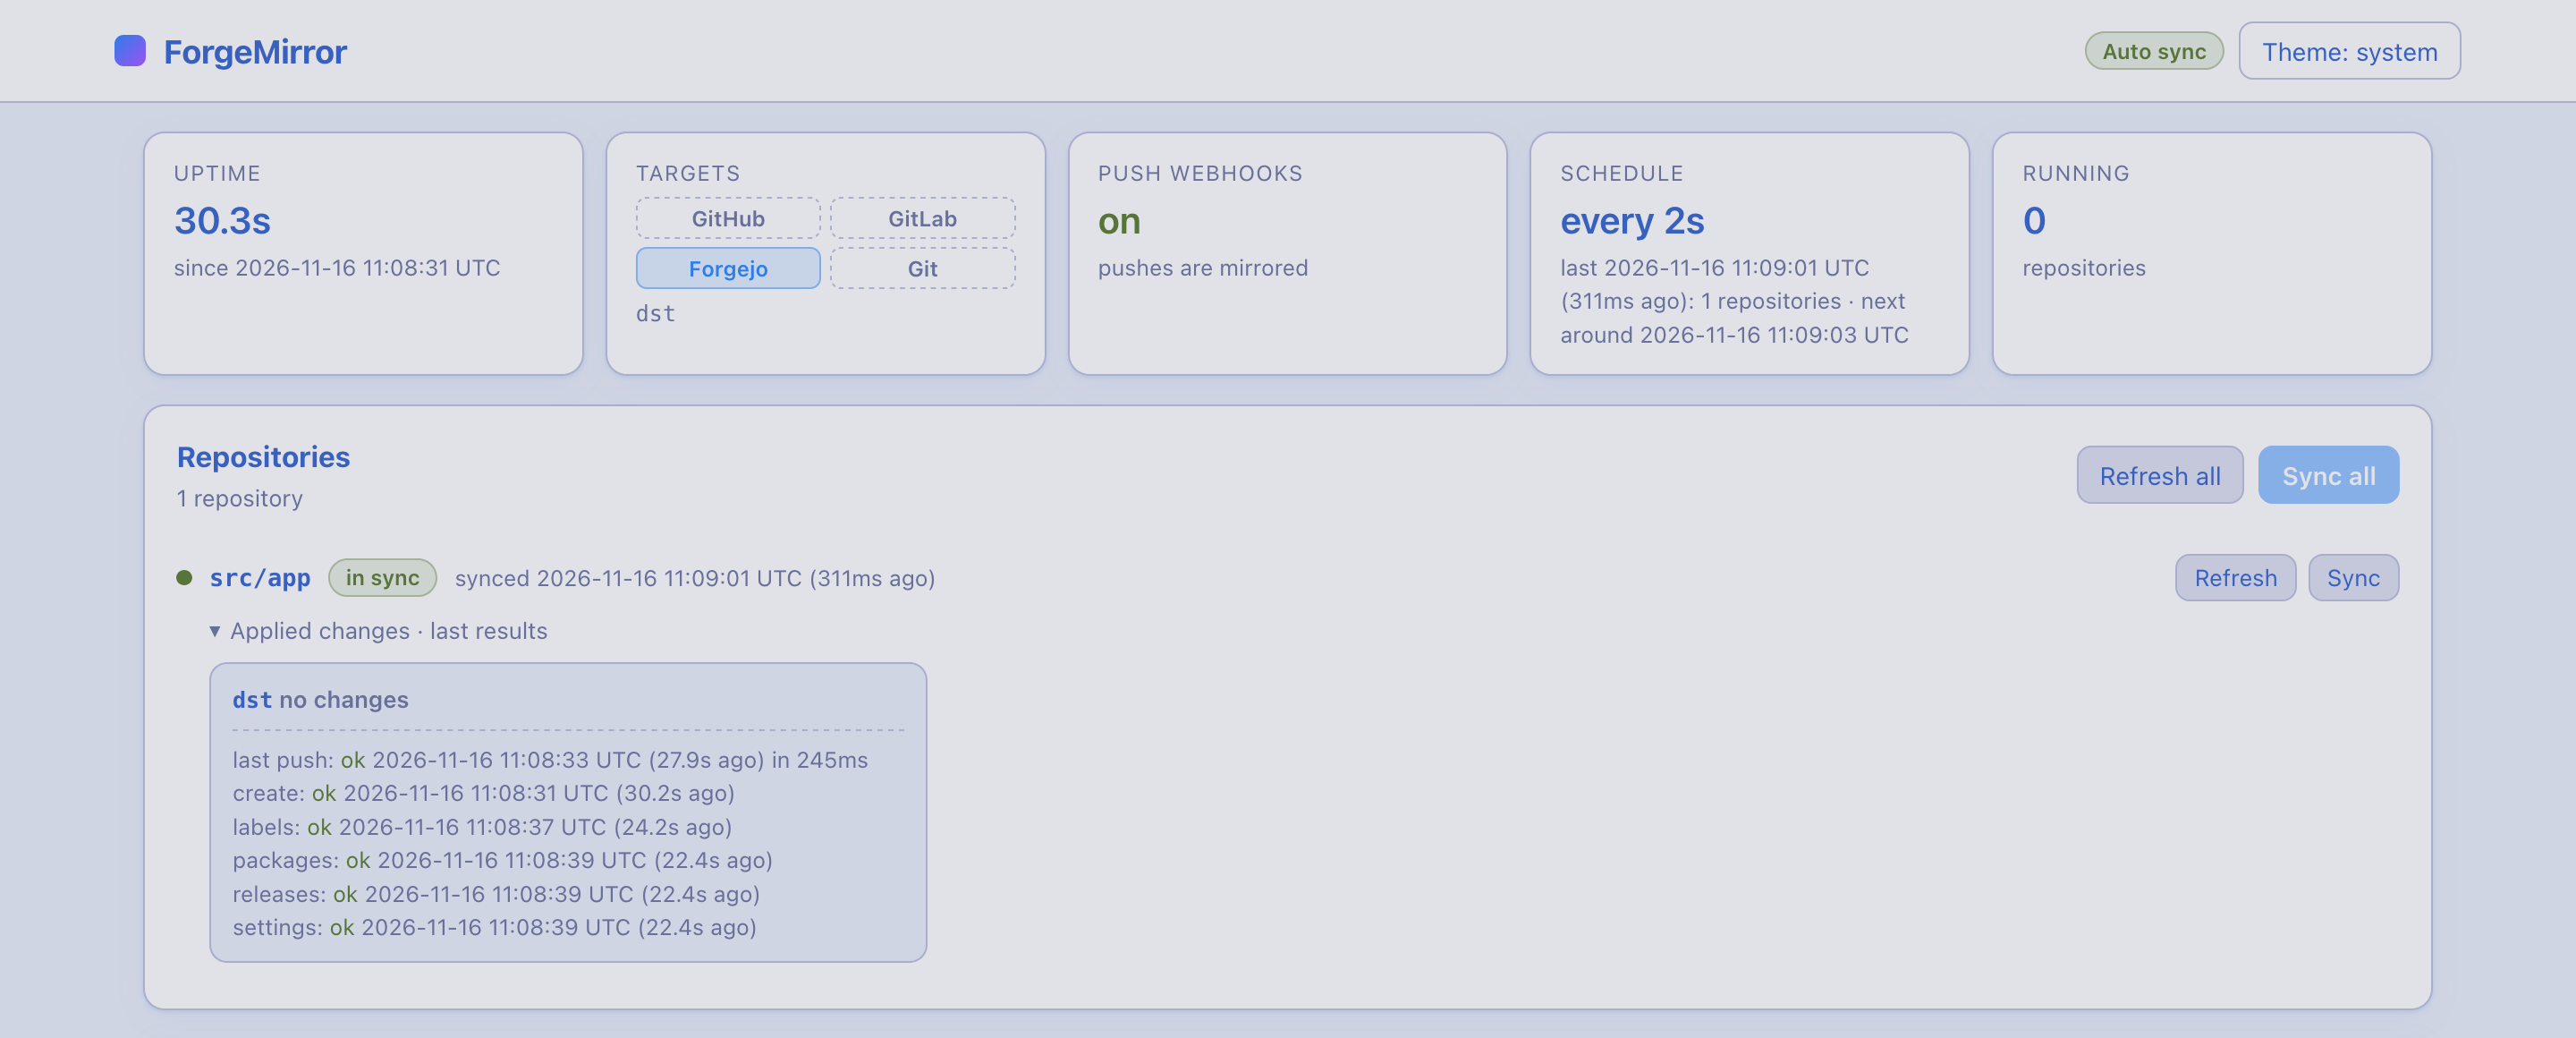 ForgeMirror
Auto sync
Theme: system
UPTIME
30.3s
since 2026-11-16 11:08:31 UTC
TARGETS
GitHub
GitLab
Forgejo
Git
dst
PUSH WEBHOOKS
on
pushes are mirrored
SCHEDULE
every 2s
last 2026-11-16 11:09:01 UTC
(311ms ago): 1 repositories · next
around 2026-11-16 11:09:03 UTC
RUNNING
0
repositories
Repositories
1 repository
Refresh all
Sync all
src/app in sync synced 2026-11-16 11:09:01 UTC (311ms ago)
Refresh
Sync
▾ Applied changes · last results
dst no changes
last push: ok 2026-11-16 11:08:33 UTC (27.9s ago) in 245ms
create: ok 2026-11-16 11:08:31 UTC (30.2s ago)
labels: ok 2026-11-16 11:08:37 UTC (24.2s ago)
packages: ok 2026-11-16 11:08:39 UTC (22.4s ago)
releases: ok 2026-11-16 11:08:39 UTC (22.4s ago)
settings: ok 2026-11-16 11:08:39 UTC (22.4s ago)